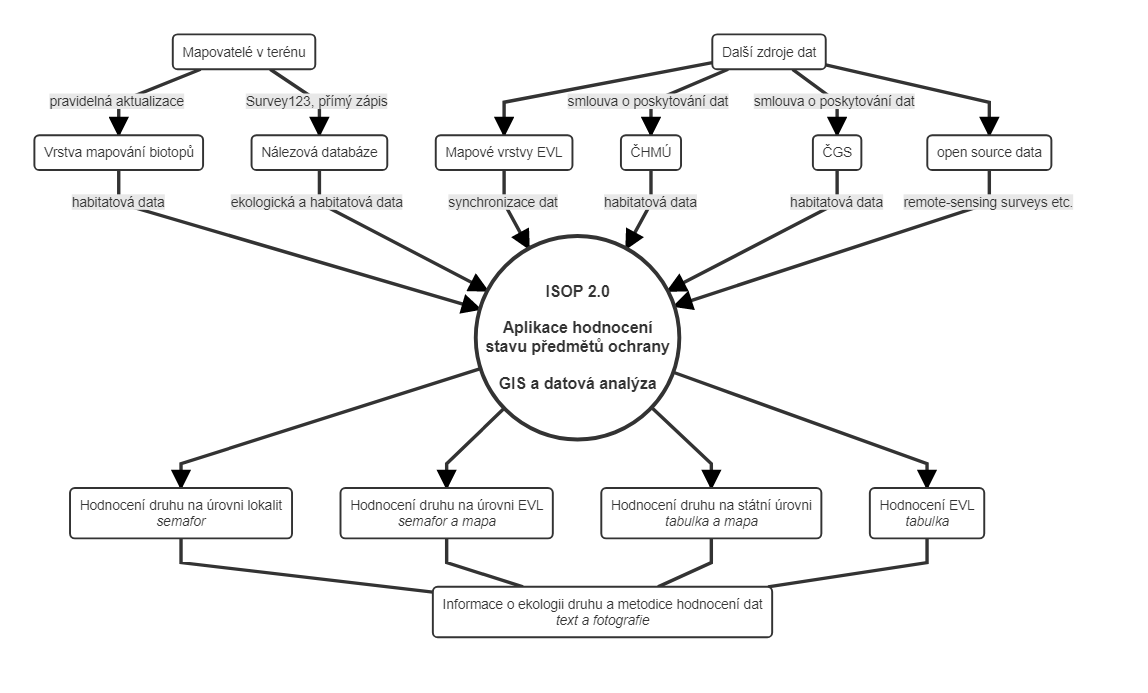 Mapovatelé v terénu
Další zdroje dat
pravidelná aktualizace
Survey123, přímý zápis
smlouva o poskytování dat
smlouva o poskytování dat
Vrstva mapování biotopů
Nálezová databáze
Mapové vrstvy EVL
ČHMÚ
ČGS
open source data
habitatová data
ekologická a habitatová data
synchronizace dat
habitatová data
habitatová data
remote-sensing surveys etc.
ISOP 2.0
Aplikace hodnocení
stavu předmětů ochrany
GIS a datová analýza
Hodnocení druhu na úrovni lokalit
semafor
Hodnocení druhu na úrovni EVL
semafor a mapa
Hodnocení druhu na státní úrovni
tabulka a mapa
Hodnocení EVL
tabulka
Informace o ekologii druhu a metodice hodnocení dat
text a fotografie